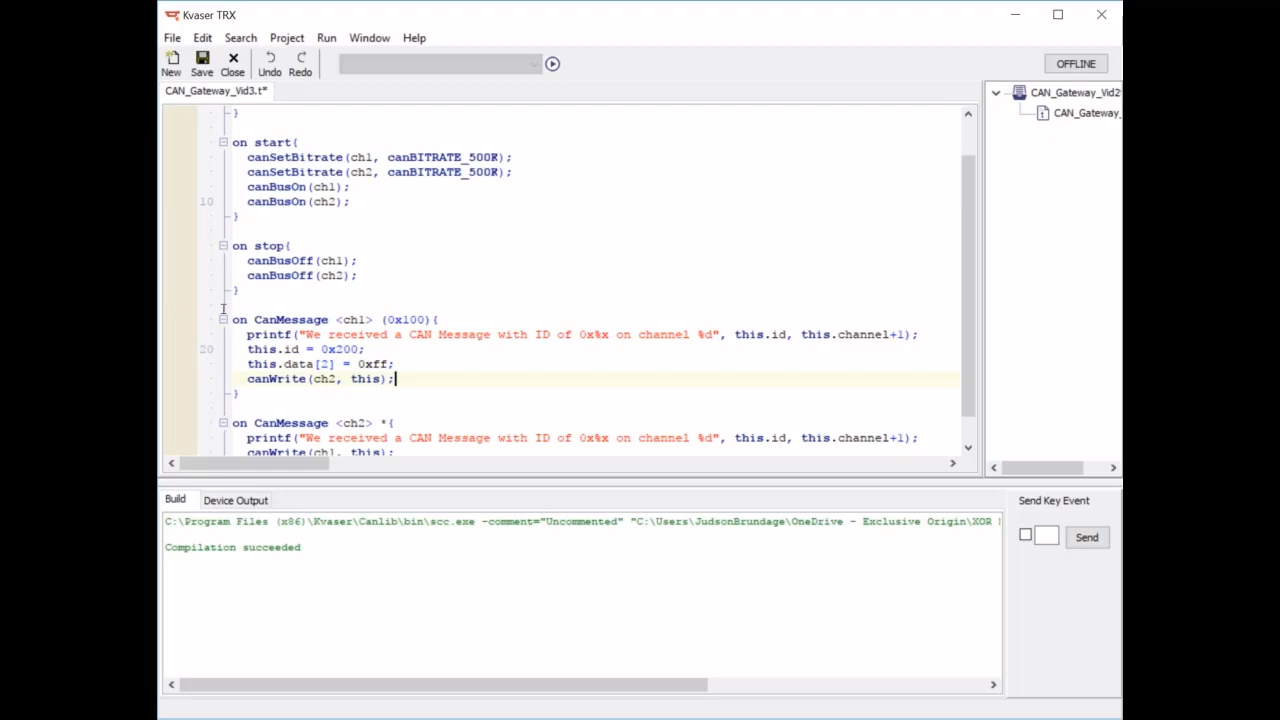 Kvaser TRX
File Edit Search Project Run Window Help
New Save Close Undo Redo OFFLINE
CAN_Gateway_Vid3.t*
}
on start{
canSetBitrate(ch1, canBITRATE_500K);
canSetBitrate(ch2, canBITRATE_500K);
canBusOn(ch1);
10 canBusOn(ch2);
}
on stop{
canBusOff(ch1);
canBusOff(ch2);
}
on CanMessage <ch1> (0x100){
printf("We received a CAN Message with ID of 0x%x on channel %d", this.id, this.channel+1);
20 this.id = 0x200;
this.data[2] = 0xff;
canWrite(ch2, this);
}
on CanMessage <ch2> *{
printf("We received a CAN Message with ID of 0x%x on channel %d", this.id, this.channel+1);
canWrite(ch1, this);
CAN_Gateway_Vid2
CAN_Gateway_
Build Device Output
C:\Program Files (x86)\Kvaser\Canlib\bin\scc.exe -comment="Uncommented" "C:\Users\JudsonBrundage\OneDrive - Exclusive Origin\XOR
Compilation succeeded
Send Key Event
Send